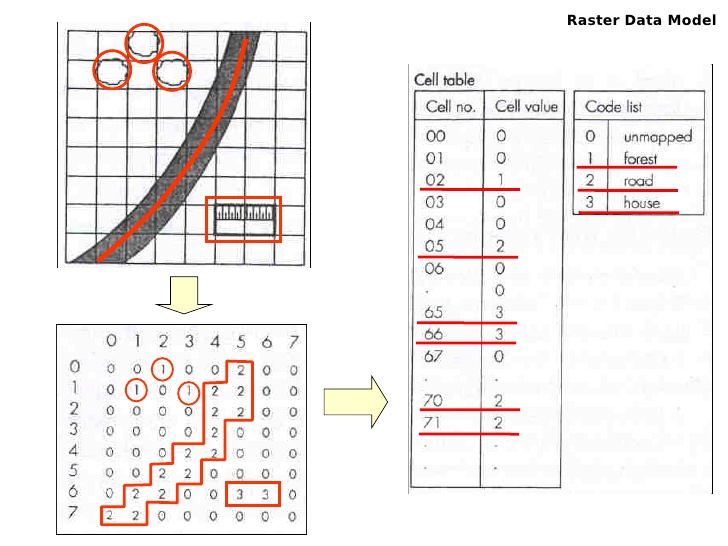 Raster Data Model
0 1 2 3 4 5 6 7
0 0 0 1 0 0 2 0 0
1 0 1 0 1 2 2 0 0
2 0 0 0 0 2 2 0 0
3 0 0 0 0 2 0 0 0
4 0 0 0 2 2 0 0 0
5 0 0 2 2 0 0 0 0
6 0 2 2 0 0 3 3 0
7 2 2 0 0 0 0 0 0
Cell table
Cell no. Cell value
00 0
01 0
02 1
03 0
04 0
05 2
06 0
. 0
65 3
66 3
67 0
. .
70 2
71 2
. .
. .
Code list
0 unmapped
1 forest
2 road
3 house